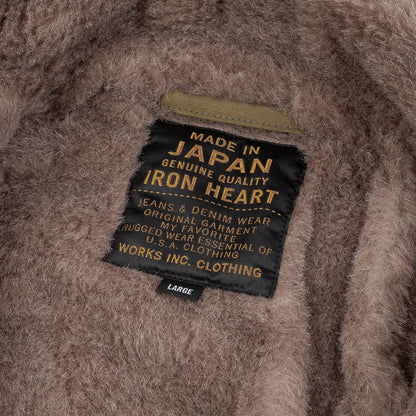 MADE IN
JAPAN
GENUINE QUALITY
IRON HEART
JEANS & DENIM WEAR
ORIGINAL GARMENT
MY FAVORITE
RUGGED WEAR ESSENTIAL OF
U.S.A. CLOTHING
WORKS INC. CLOTHING
LARGE